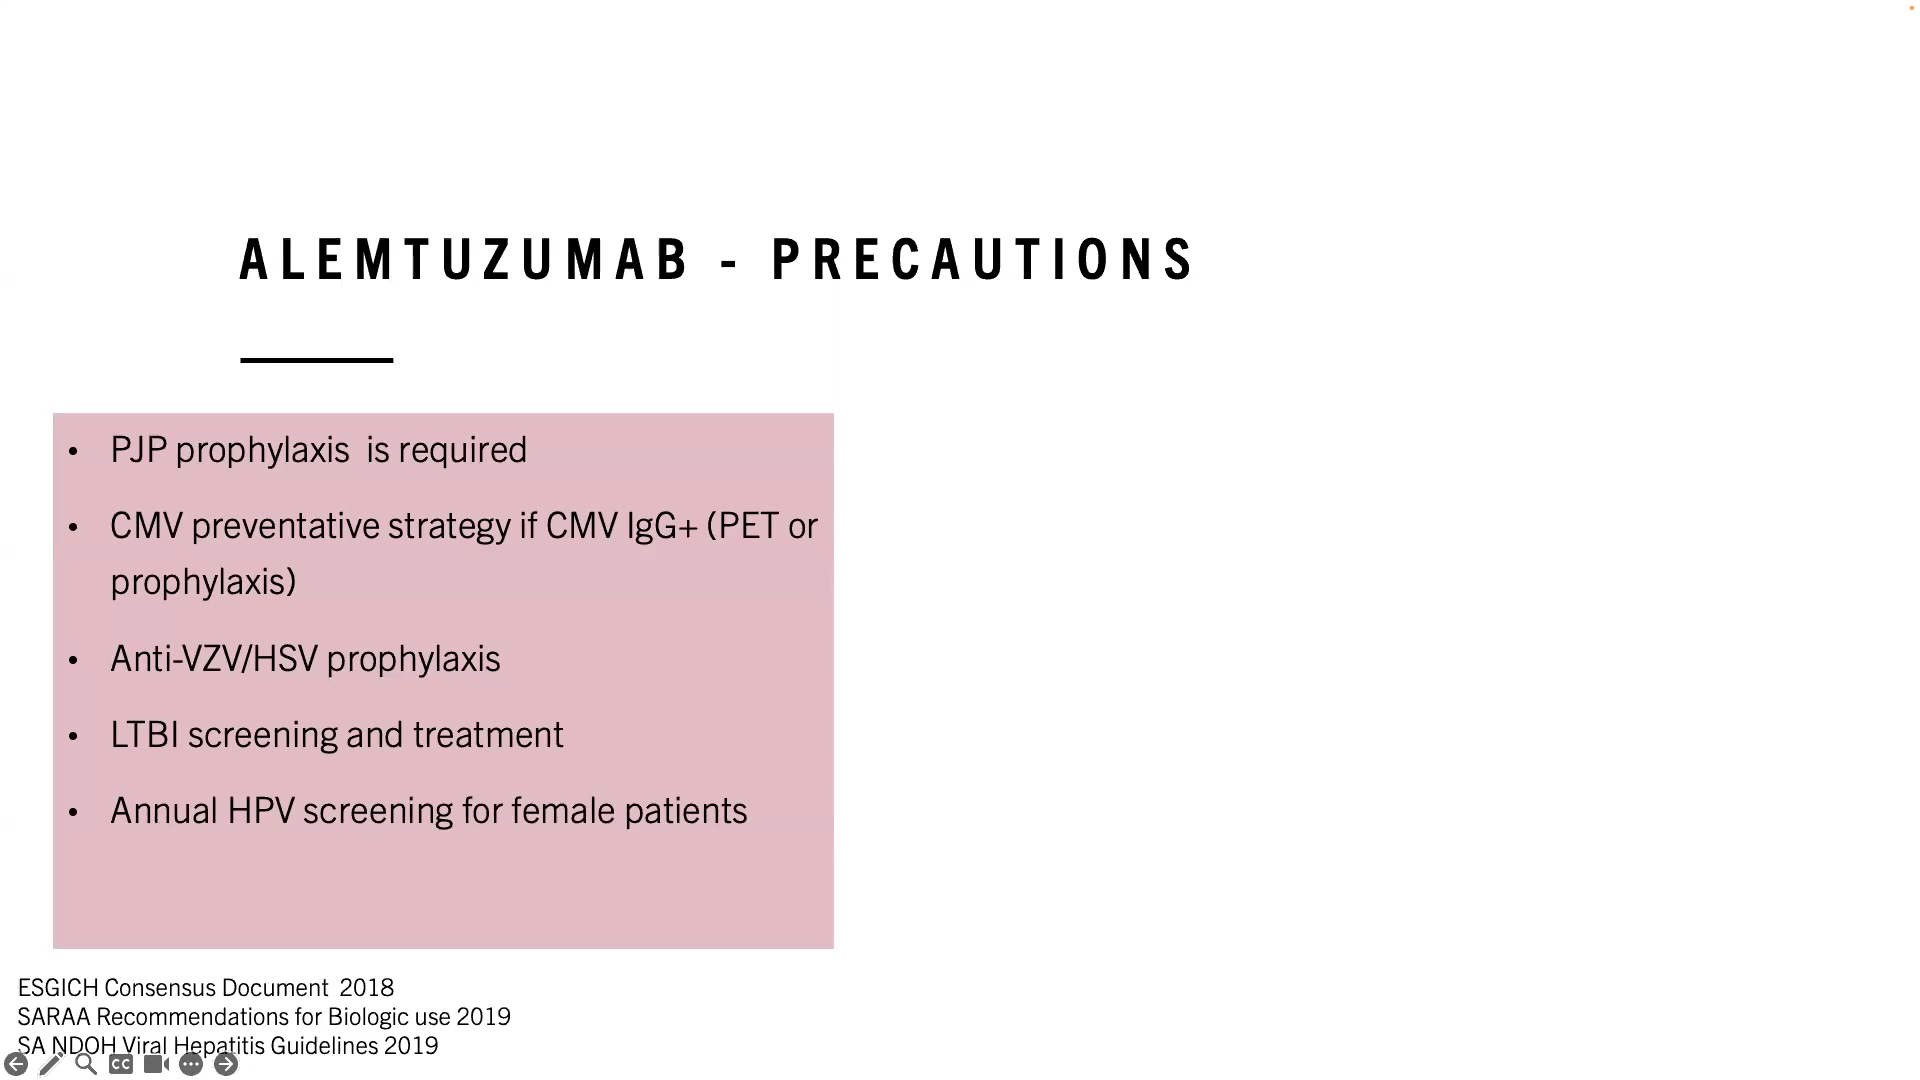 ALEMTUZUMAB - PRECAUTIONS
• PJP prophylaxis is required
• CMV preventative strategy if CMV IgG+ (PET or
prophylaxis)
• Anti-VZV/HSV prophylaxis
• LTBI screening and treatment
• Annual HPV screening for female patients
ESGICH Consensus Document 2018
SARAA Recommendations for Biologic use 2019
SA NDOH Viral Hepatitis Guidelines 2019
CC